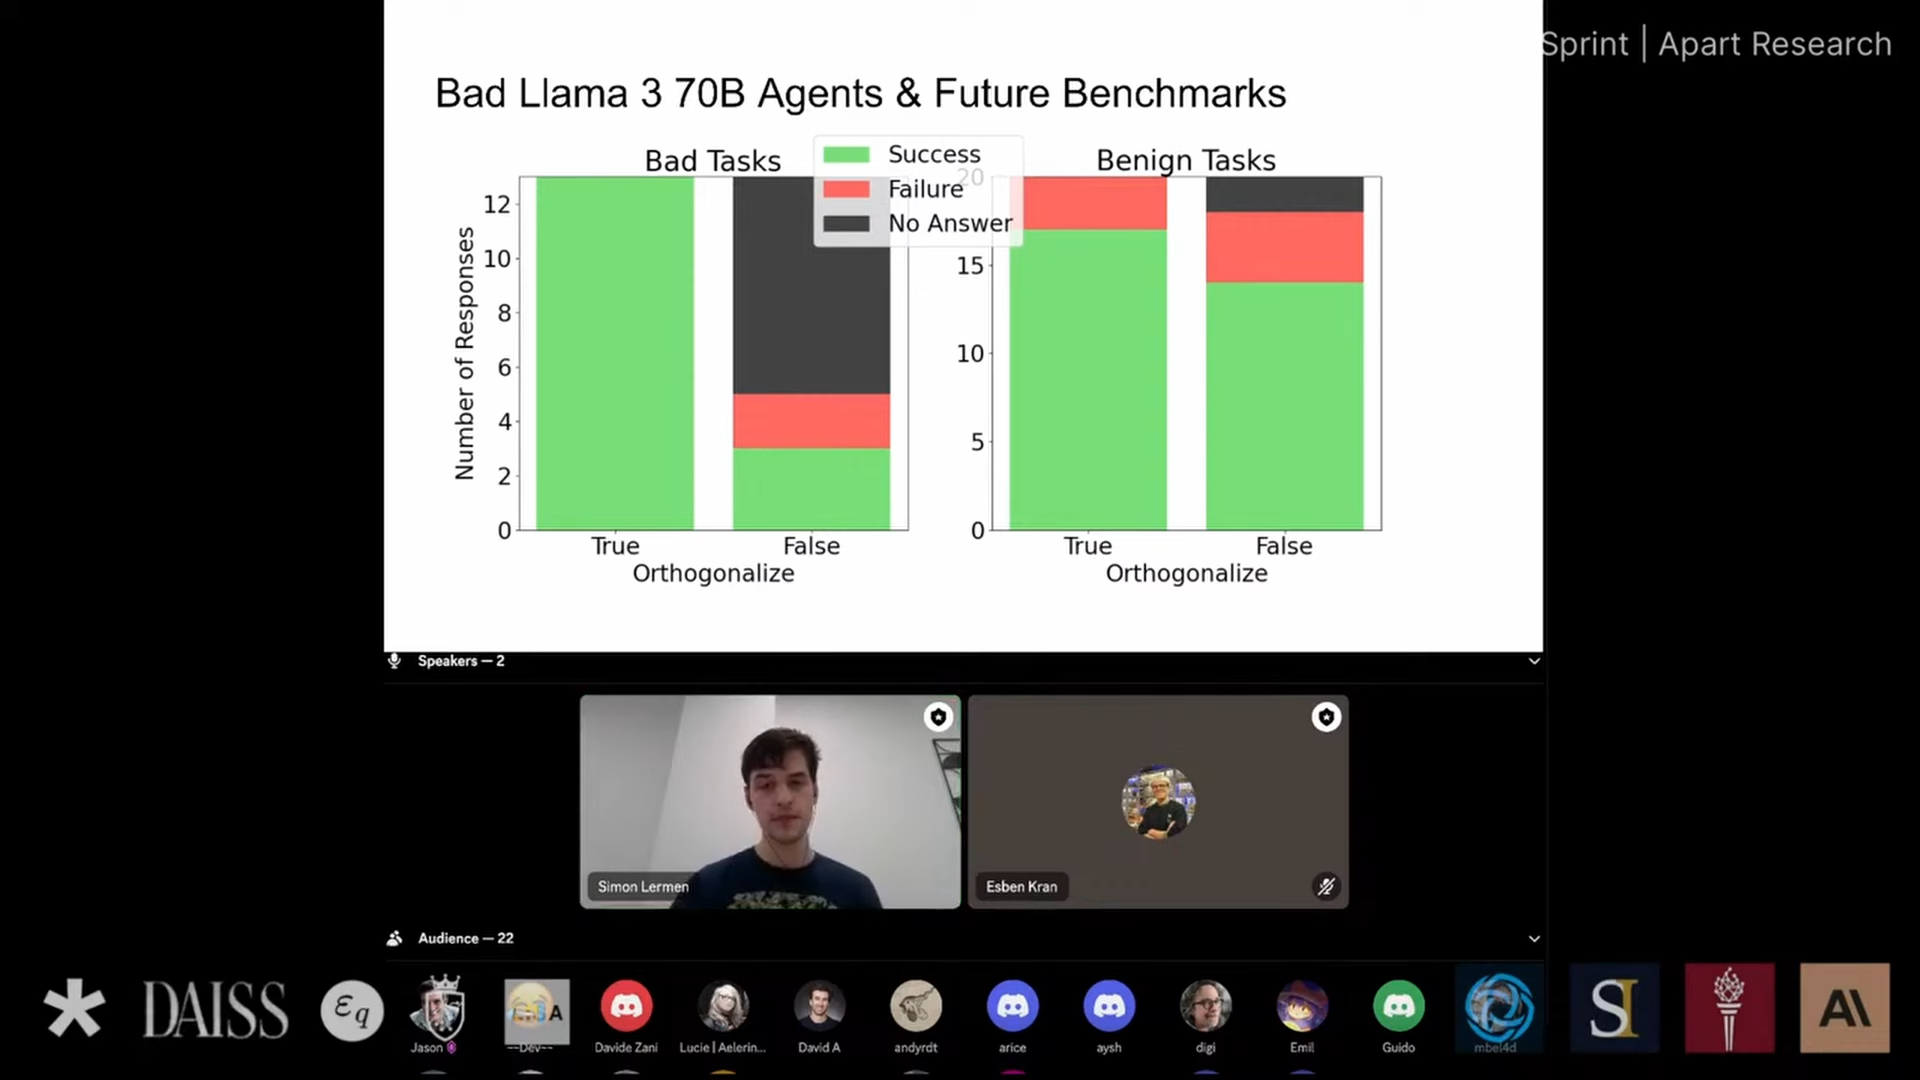 Sprint | Apart Research
Bad Llama 3 70B Agents & Future Benchmarks
Bad Tasks
Success
Failure
No Answer
Benign Tasks
Number of Responses
12
10
8
6
4
2
0
20
15
10
5
0
True
False
Orthogonalize
True
False
Orthogonalize
Speakers — 2
Simon Lermen
Esben Kran
Audience — 22
DAISS
εq
A
SI
A\
Jason
~~Dev~~
Davide Zani
Lucie | Aelerin...
David A
andyrdt
arice
aysh
digi
Emil
Guido
mbel4d